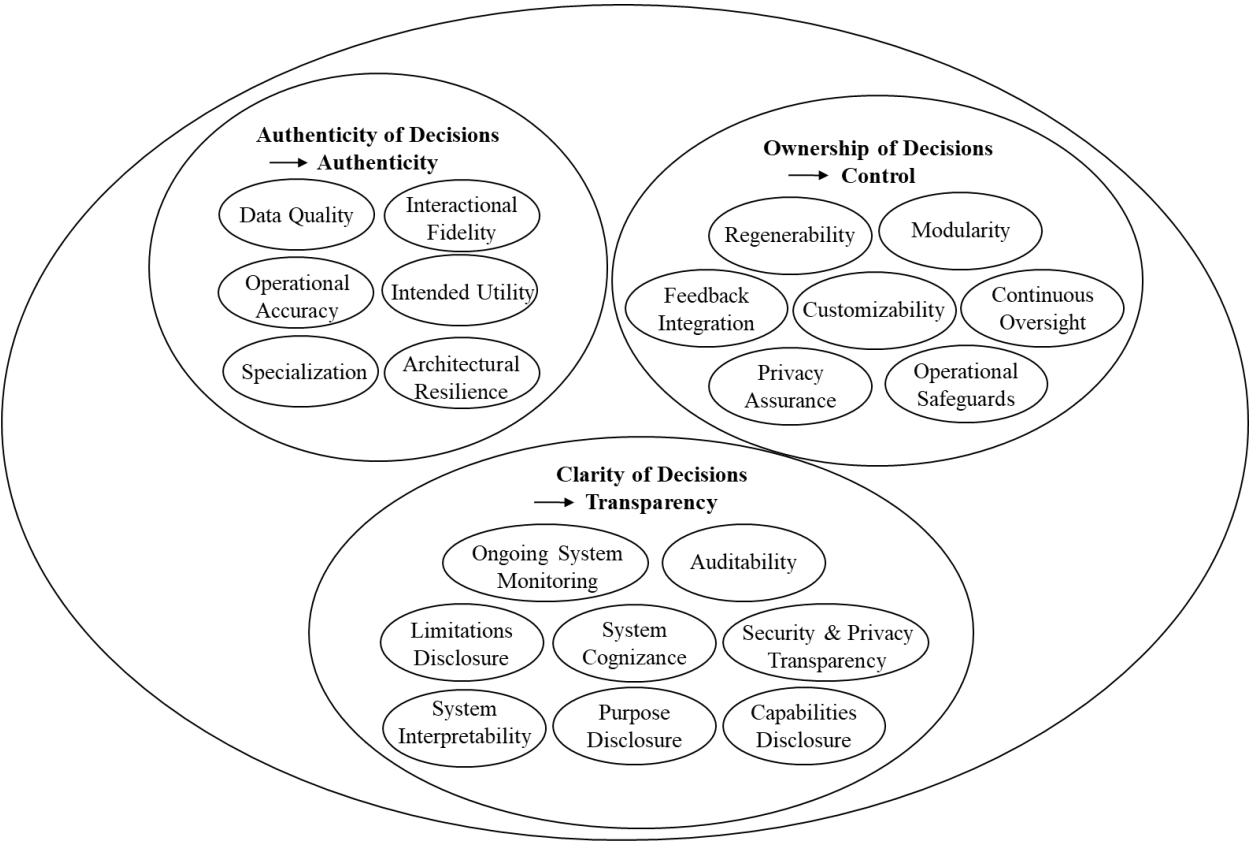 Authenticity of Decisions
→ Authenticity
Data Quality
Interactional
Fidelity
Operational
Accuracy
Intended Utility
Specialization
Architectural
Resilience
Ownership of Decisions
→ Control
Regenerability
Modularity
Feedback
Integration
Customizability
Continuous
Oversight
Privacy
Assurance
Operational
Safeguards
Clarity of Decisions
→ Transparency
Ongoing System
Monitoring
Auditability
Limitations
Disclosure
System
Cognizance
Security & Privacy
Transparency
System
Interpretability
Purpose
Disclosure
Capabilities
Disclosure